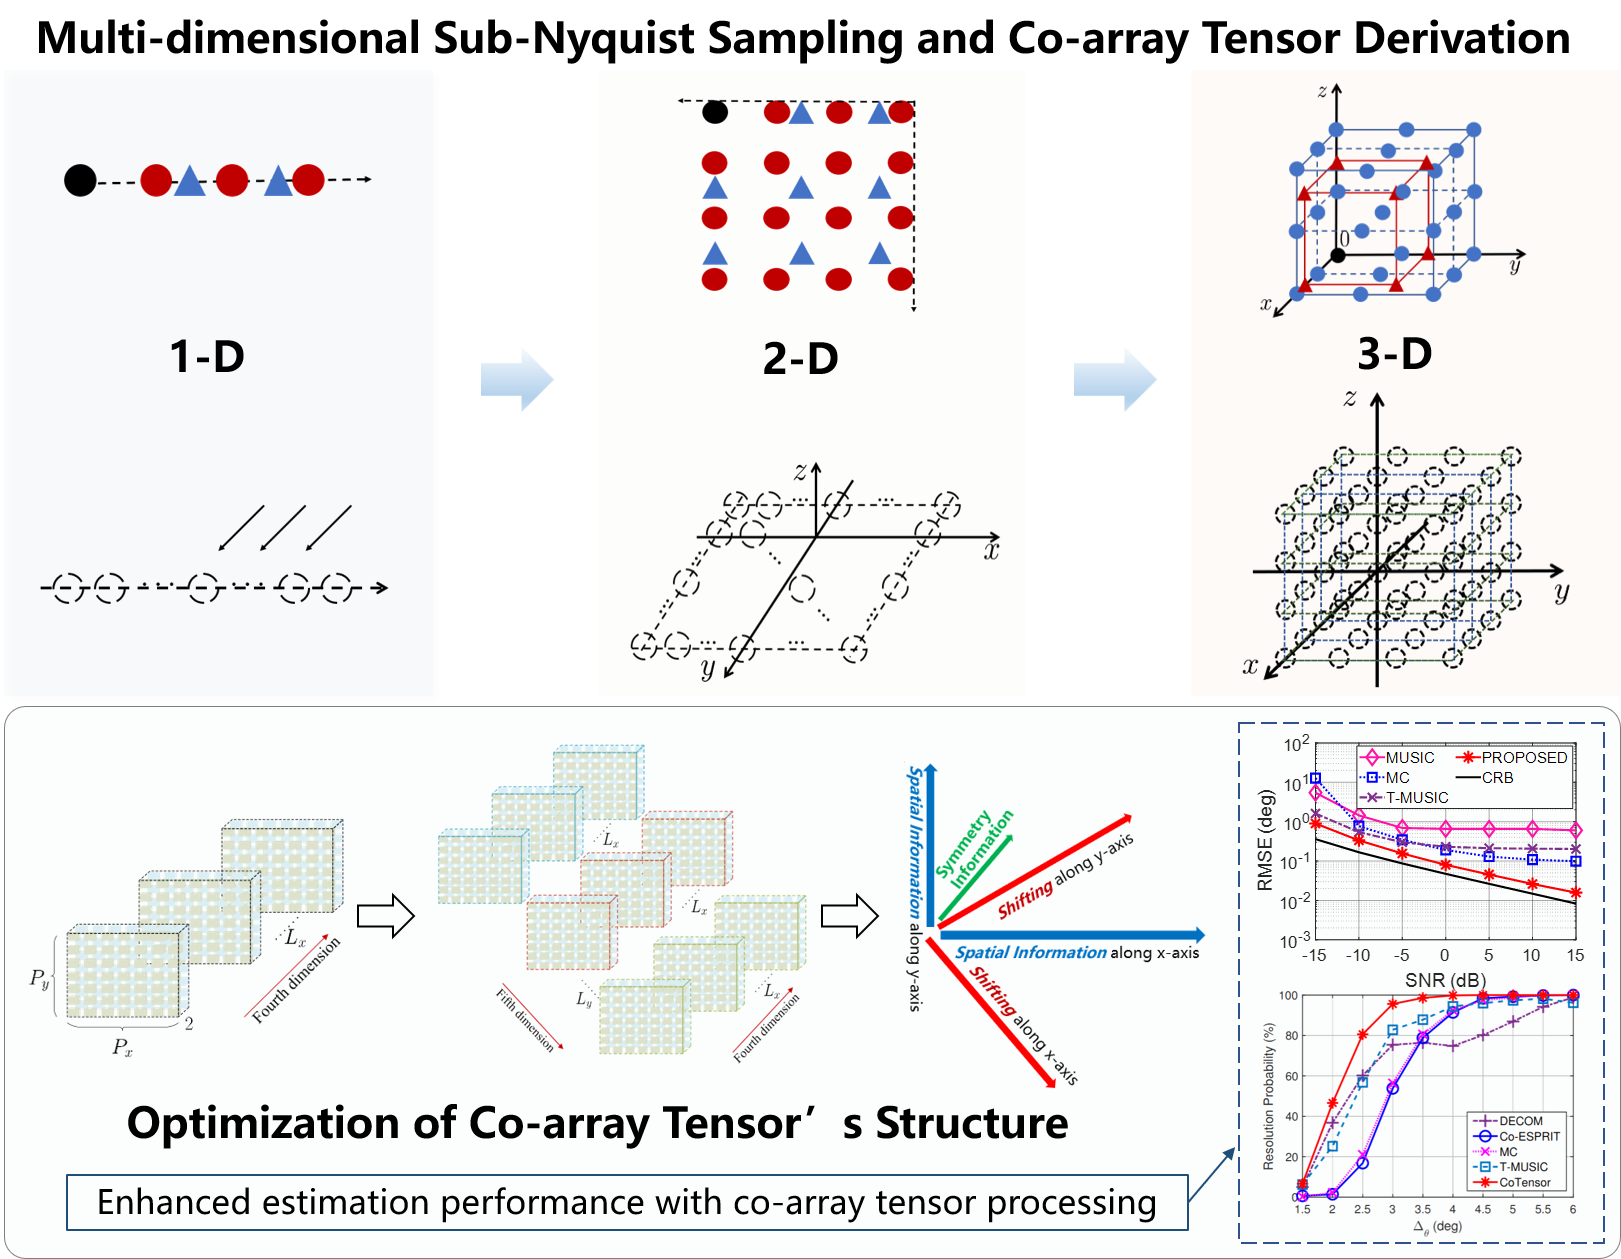 Multi-dimensional Sub-Nyquist Sampling and Co-array Tensor Derivation
1-D
2-D
3-D
z
0
y
x
z
x
y
z
y
x
P_y
P_x
2
L_x
Fourth dimension
L_x
L_x
L_x
L_y
Fifth dimension
Fourth dimension
Spatial Information along y-axis
Symmetry
Information
Shifting along y-axis
Spatial Information along x-axis
Shifting along x-axis
Optimization of Co-array Tensor’s Structure
Enhanced estimation performance with co-array tensor processing
RMSE (deg)
10^2
10^1
10^0
10^-1
10^-2
10^-3
MUSIC
PROPOSED
MC
CRB
T-MUSIC
-15 -10 -5 0 5 10 15
SNR (dB)
Resolution Probability (%)
100
80
60
40
20
0
DECOM
Co-ESPRIT
MC
T-MUSIC
CoTensor
1.5 2 2.5 3 3.5 4 4.5 5 5.5 6
Δ_θ (deg)